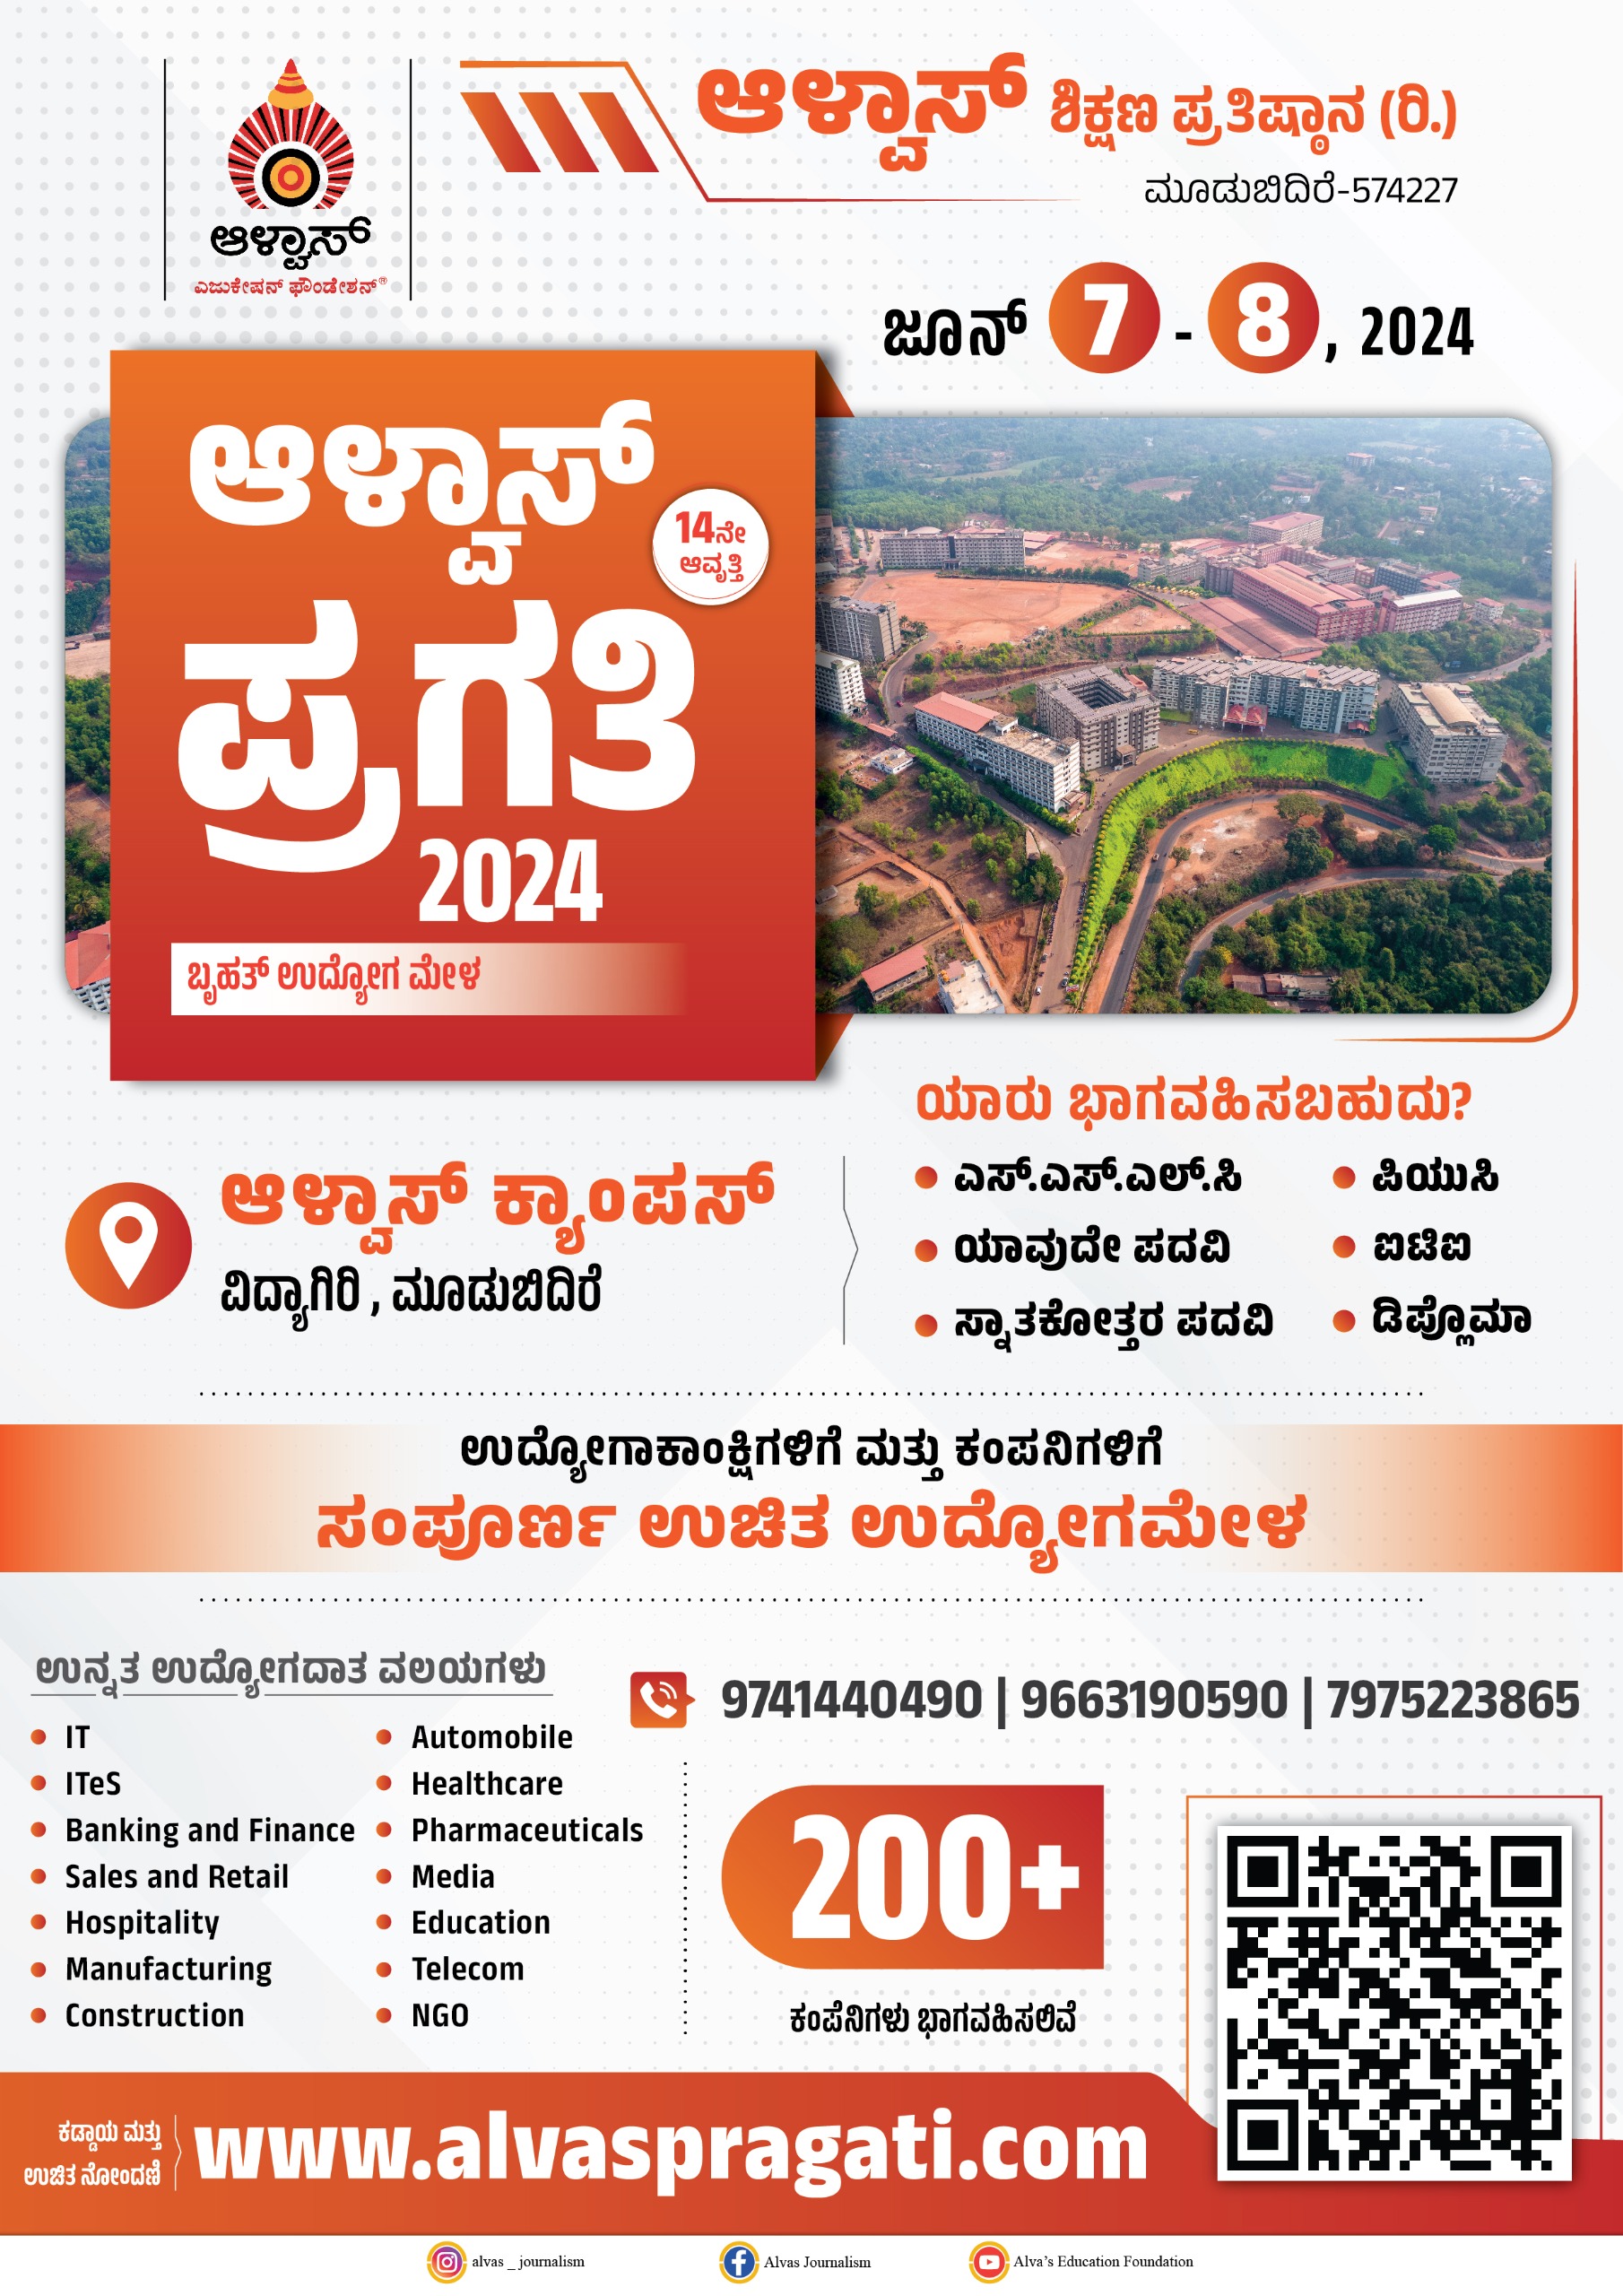 ಆಳ್ವಾಸ್
ಎಜುಕೇಷನ್ ಫೌಂಡೇಶನ್®
ಆಳ್ವಾಸ್ ಶಿಕ್ಷಣ ಪ್ರತಿಷ್ಠಾನ (ರಿ.)
ಮೂಡುಬಿದಿರೆ-574227
ಜೂನ್ 7 - 8, 2024
ಆಳ್ವಾಸ್
14ನೇ
ಆವೃತ್ತಿ
ಪ್ರಗತಿ
2024
ಬೃಹತ್ ಉದ್ಯೋಗ ಮೇಳ
ಆಳ್ವಾಸ್ ಕ್ಯಾಂಪಸ್
ವಿದ್ಯಾಗಿರಿ , ಮೂಡುಬಿದಿರೆ
ಯಾರು ಭಾಗವಹಿಸಬಹುದು?
ಎಸ್.ಎಸ್.ಎಲ್.ಸಿ
ಯಾವುದೇ ಪದವಿ
ಸ್ನಾತಕೋತ್ತರ ಪದವಿ
ಪಿಯುಸಿ
ಐಟಿಐ
ಡಿಪ್ಲೊಮಾ
ಉದ್ಯೋಗಾಕಾಂಕ್ಷಿಗಳಿಗೆ ಮತ್ತು ಕಂಪನಿಗಳಿಗೆ
ಸಂಪೂರ್ಣ ಉಚಿತ ಉದ್ಯೋಗಮೇಳ
ಉನ್ನತ ಉದ್ಯೋಗದಾತ ವಲಯಗಳು
IT
ITeS
Banking and Finance
Sales and Retail
Hospitality
Manufacturing
Construction
Automobile
Healthcare
Pharmaceuticals
Media
Education
Telecom
NGO
9741440490 | 9663190590 | 7975223865
200+
ಕಂಪೆನಿಗಳು ಭಾಗವಹಿಸಲಿವೆ
ಕಡ್ಡಾಯ ಮತ್ತು
ಉಚಿತ ನೋಂದಣಿ
www.alvaspragati.com
alvas _ journalism
Alvas Journalism
Alva's Education Foundation